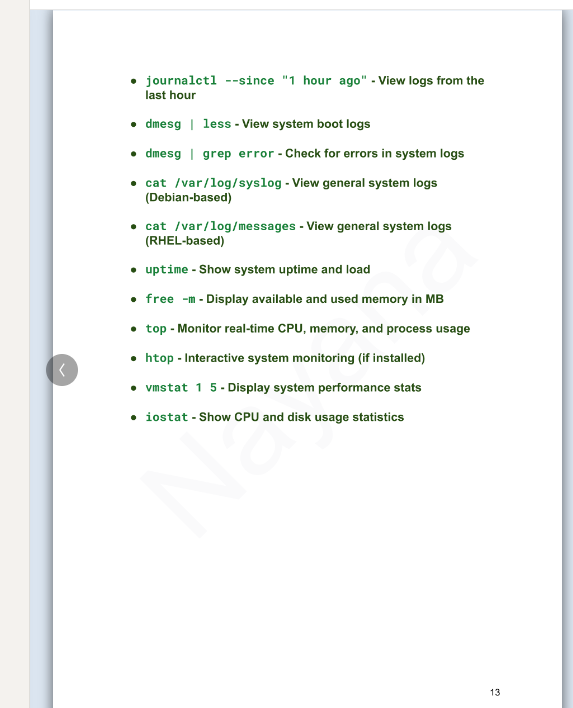 ● journalctl --since "1 hour ago" - View logs from the
last hour
● dmesg | less - View system boot logs
● dmesg | grep error - Check for errors in system logs
● cat /var/log/syslog - View general system logs
(Debian-based)
● cat /var/log/messages - View general system logs
(RHEL-based)
● uptime - Show system uptime and load
● free -m - Display available and used memory in MB
● top - Monitor real-time CPU, memory, and process usage
● htop - Interactive system monitoring (if installed)
● vmstat 1 5 - Display system performance stats
● iostat - Show CPU and disk usage statistics
Nayana
13